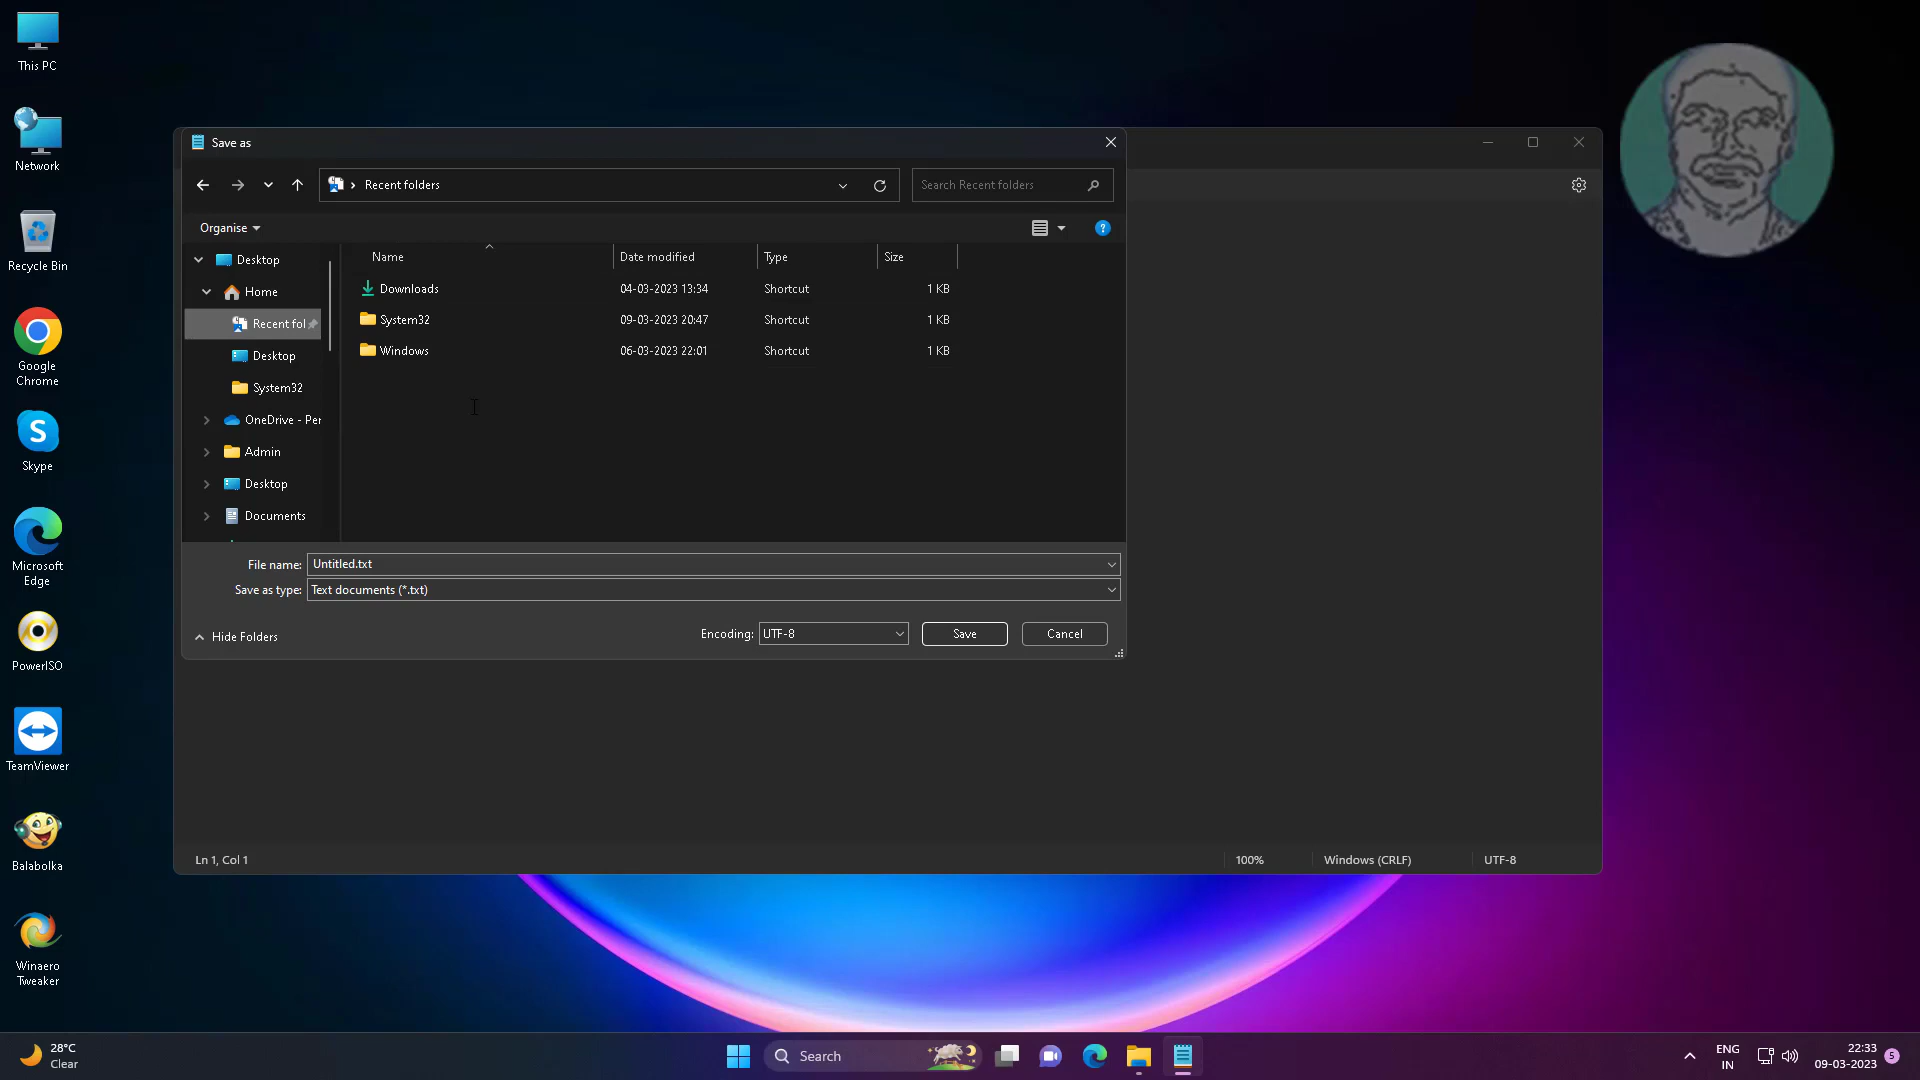 This PC
Network
Recycle Bin
Google
Chrome
Skype
Microsoft
Edge
PowerISO
TeamViewer
Balabolka
Winaero
Tweaker
Save as
Recent folders
Search Recent folders
Organise
Desktop
Home
Recent fol
Desktop
System32
OneDrive - Per
Admin
Desktop
Documents
Name Date modified Type Size
Downloads 04-03-2023 13:34 Shortcut 1 KB
System32 09-03-2023 20:47 Shortcut 1 KB
Windows 06-03-2023 22:01 Shortcut 1 KB
File name: Untitled.txt
Save as type: Text documents (*.txt)
Hide Folders
Encoding: UTF-8
Save
Cancel
Ln 1, Col 1
100%
Windows (CRLF)
UTF-8
28°C
Clear
Search
ENG
IN
22:33
09-03-2023
5